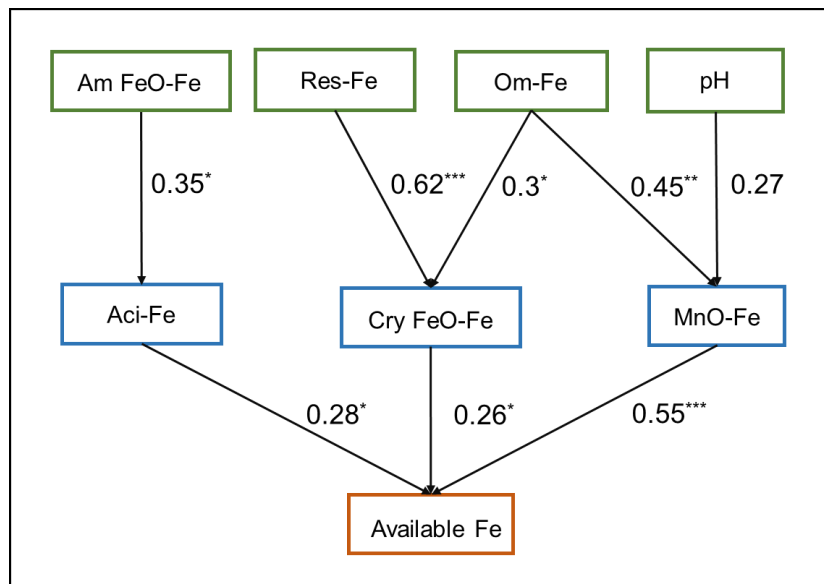 Am FeO-Fe
Res-Fe
Om-Fe
pH
0.35*
0.62***
0.3*
0.45**
0.27
Aci-Fe
Cry FeO-Fe
MnO-Fe
0.28*
0.26*
0.55***
Available Fe